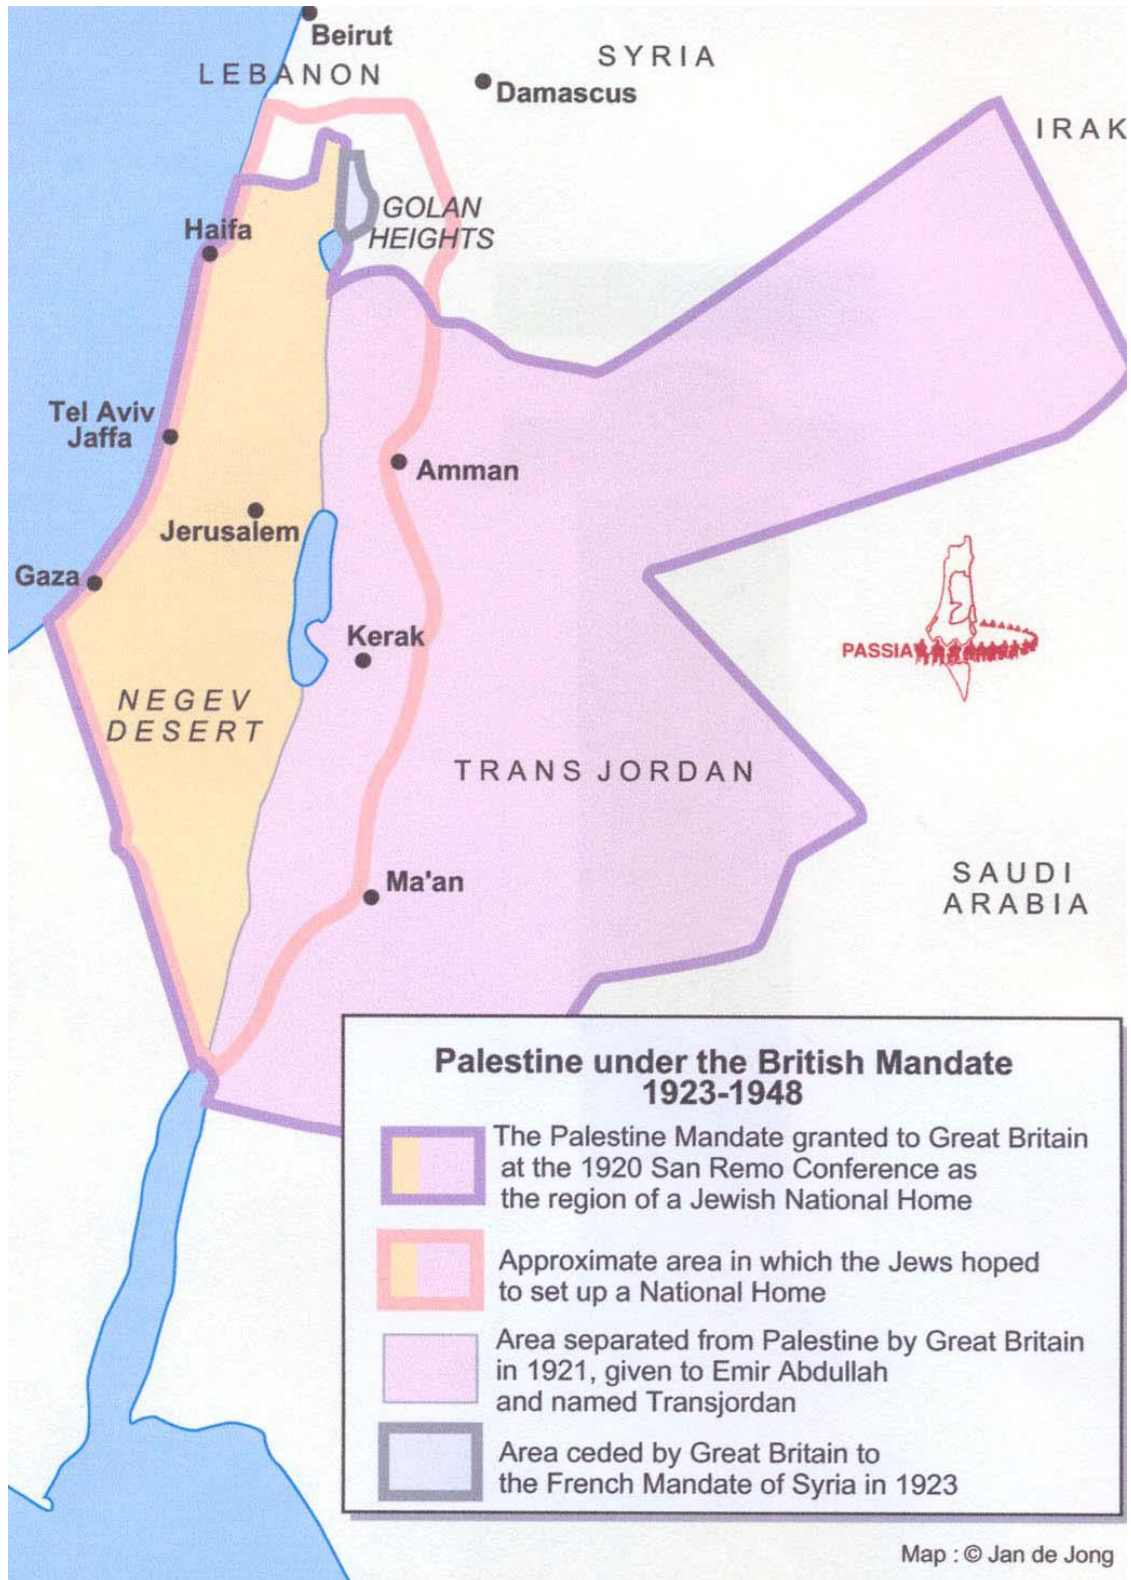 Beirut
LEBANON
SYRIA
Damascus
IRAK
GOLAN
HEIGHTS
Haifa
Tel Aviv
Jaffa
Amman
Jerusalem
Gaza
Kerak
PASSIA
NEGEV
DESERT
TRANS JORDAN
Ma'an
SAUDI
ARABIA
Palestine under the British Mandate
1923-1948
The Palestine Mandate granted to Great Britain
at the 1920 San Remo Conference as
the region of a Jewish National Home
Approximate area in which the Jews hoped
to set up a National Home
Area separated from Palestine by Great Britain
in 1921, given to Emir Abdullah
and named Transjordan
Area ceded by Great Britain to
the French Mandate of Syria in 1923
Map : © Jan de Jong